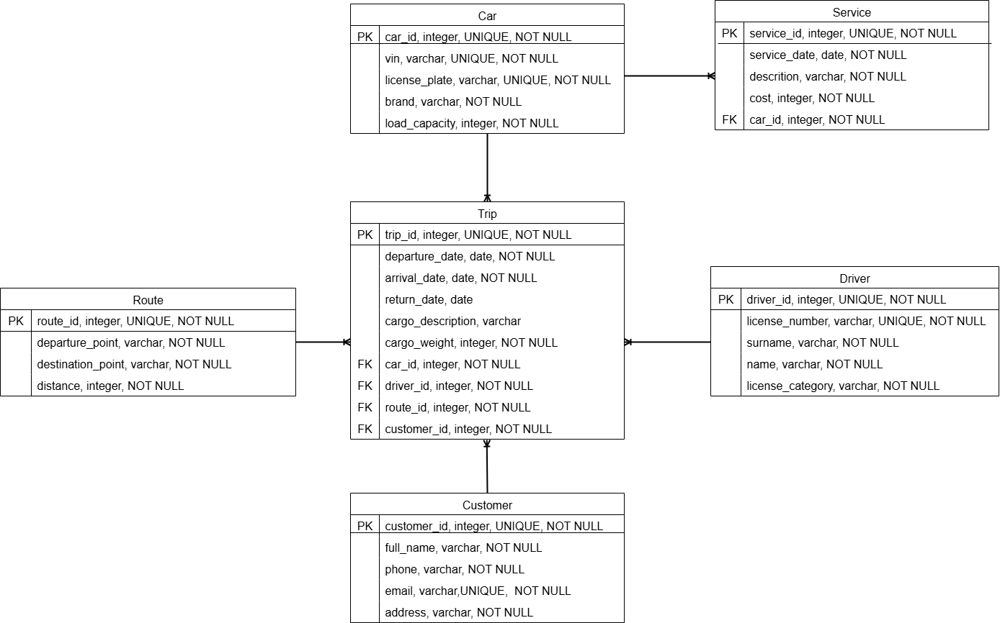 Car
PK car_id, integer, UNIQUE, NOT NULL
vin, varchar, UNIQUE, NOT NULL
license_plate, varchar, UNIQUE, NOT NULL
brand, varchar, NOT NULL
load_capacity, integer, NOT NULL
Service
PK service_id, integer, UNIQUE, NOT NULL
service_date, date, NOT NULL
descrition, varchar, NOT NULL
cost, integer, NOT NULL
FK car_id, integer, NOT NULL
Trip
PK trip_id, integer, UNIQUE, NOT NULL
departure_date, date, NOT NULL
arrival_date, date, NOT NULL
return_date, date
cargo_description, varchar
cargo_weight, integer, NOT NULL
FK car_id, integer, NOT NULL
FK driver_id, integer, NOT NULL
FK route_id, integer, NOT NULL
FK customer_id, integer, NOT NULL
Route
PK route_id, integer, UNIQUE, NOT NULL
departure_point, varchar, NOT NULL
destination_point, varchar, NOT NULL
distance, integer, NOT NULL
Driver
PK driver_id, integer, UNIQUE, NOT NULL
license_number, varchar, UNIQUE, NOT NULL
surname, varchar, NOT NULL
name, varchar, NOT NULL
license_category, varchar, NOT NULL
Customer
PK customer_id, integer, UNIQUE, NOT NULL
full_name, varchar, NOT NULL
phone, varchar, NOT NULL
email, varchar,UNIQUE,  NOT NULL
address, varchar, NOT NULL